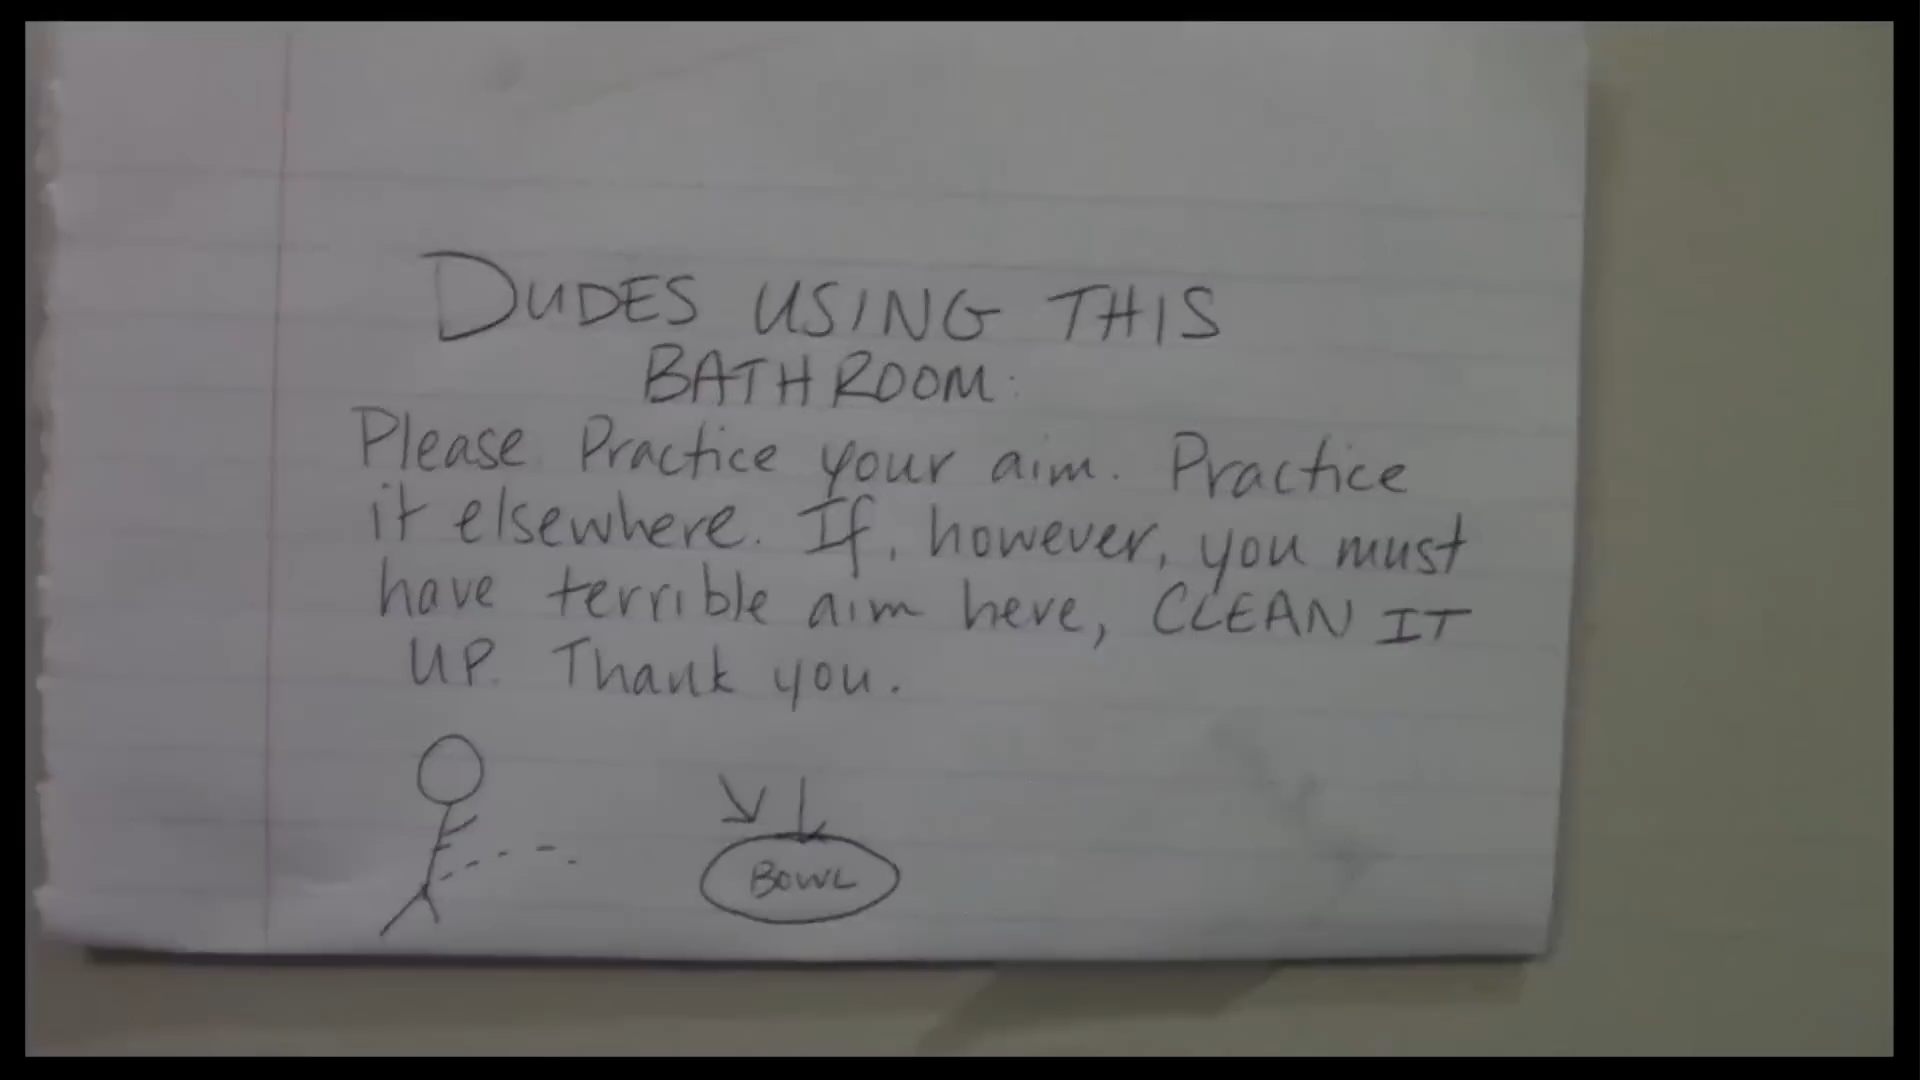 DUDES USING THIS
BATHROOM:
Please Practice your aim. Practice
it elsewhere. If, however, you must
have terrible aim here, CLEAN IT
UP. Thank you.
BOWL